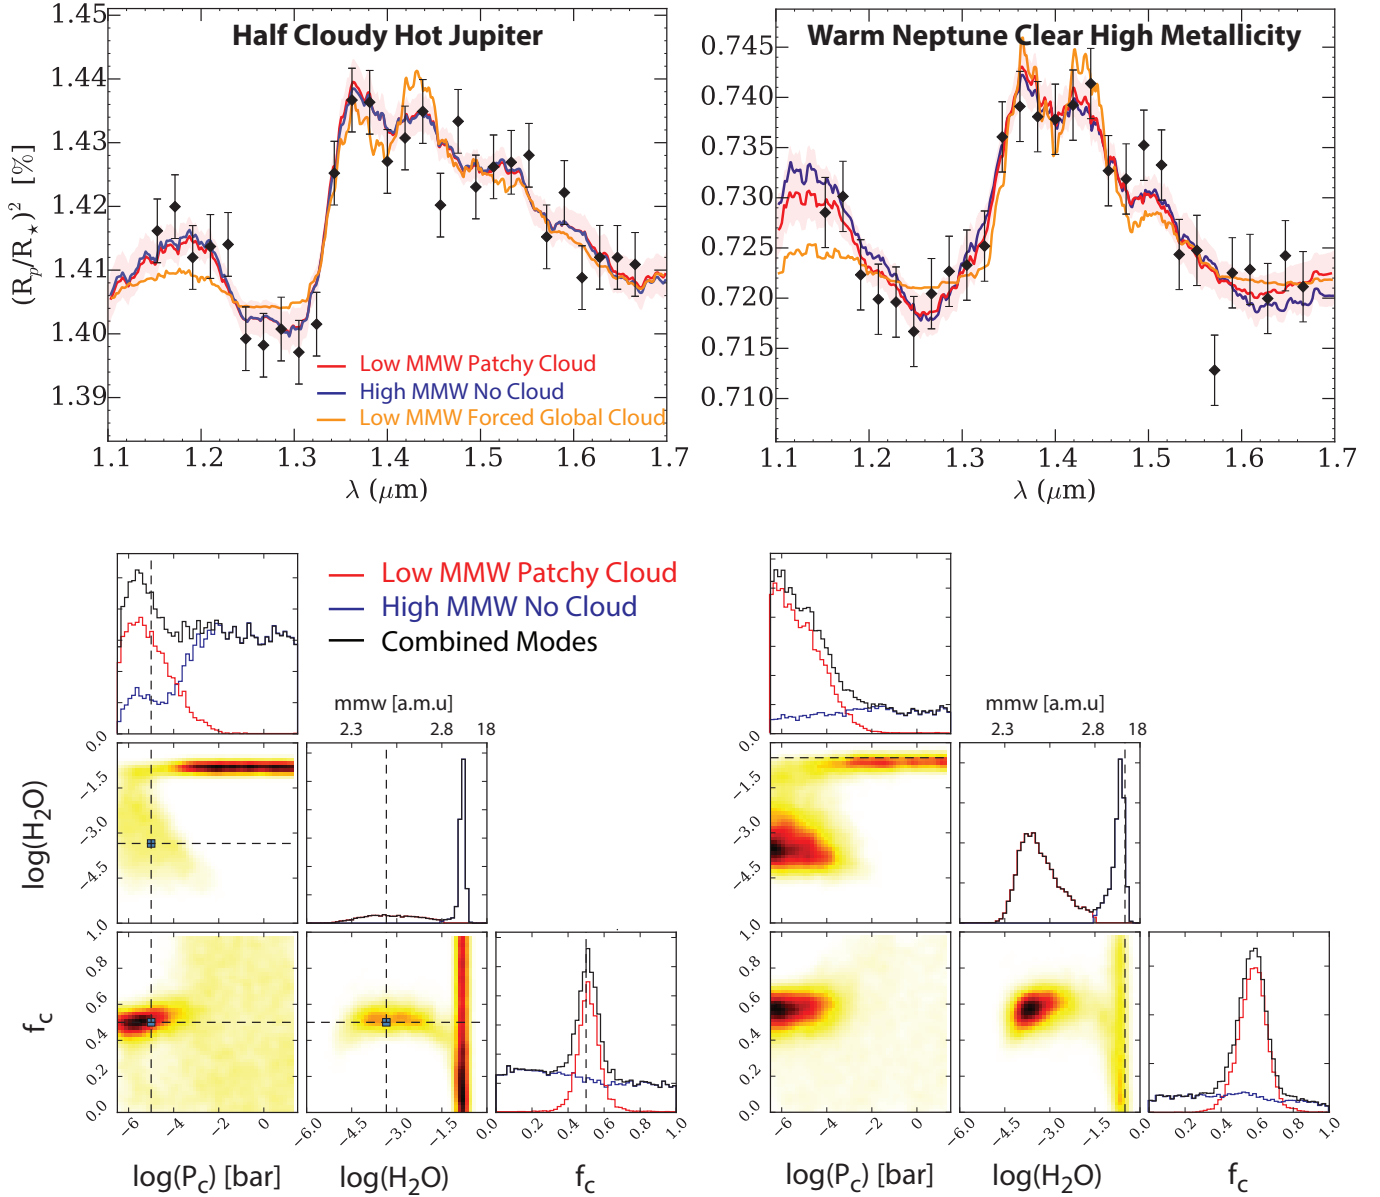 Half Cloudy Hot Jupiter
1.45
1.44
1.43
1.42
1.41
1.40
1.39
(R_p/R_⋆)² [%]
Low MMW Patchy Cloud
High MMW No Cloud
Low MMW Forced Global Cloud
1.1 1.2 1.3 1.4 1.5 1.6 1.7
λ (μm)
Warm Neptune Clear High Metallicity
0.745
0.740
0.735
0.730
0.725
0.720
0.715
0.710
1.1 1.2 1.3 1.4 1.5 1.6 1.7
λ (μm)
Low MMW Patchy Cloud
High MMW No Cloud
Combined Modes
mmw [a.m.u]
2.3 2.8 18
log(H₂O)
0.0
−1.5
−3.0
−4.5
1.0
f_c
1.0
0.8
0.6
0.4
0.2
0.0
−6 −4 −2 0
log(P_c) [bar]
−6.0 −4.5 −3.0 −1.5 0.0
log(H₂O)
0.2 0.4 0.6 0.8 1.0
f_c
mmw [a.m.u]
2.3 2.8 18
0.0
−1.5
−3.0
−4.5
1.0
1.0
0.8
0.6
0.4
0.2
0.0
−6 −4 −2 0
log(P_c) [bar]
−6.0 −4.5 −3.0 −1.5 0.0
log(H₂O)
0.2 0.4 0.6 0.8 1.0
f_c